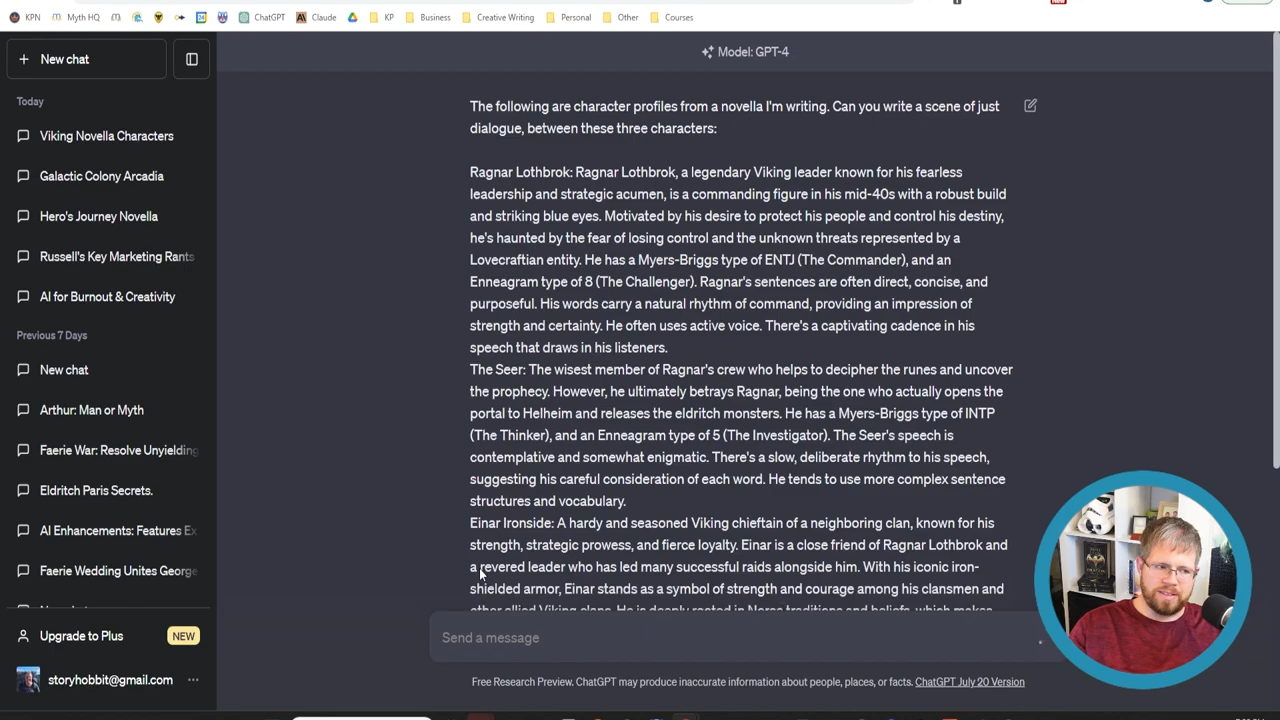 KPN
Myth HQ
ChatGPT
Claude
KP
Business
Creative Writing
Personal
Other
Courses
New chat
Model: GPT-4
Today
Viking Novella Characters
Galactic Colony Arcadia
Hero's Journey Novella
Russell's Key Marketing Rants
AI for Burnout & Creativity
Previous 7 Days
New chat
Arthur: Man or Myth
Faerie War: Resolve Unyielding
Eldritch Paris Secrets.
AI Enhancements: Features Ex
Faerie Wedding Unites George
Upgrade to Plus
NEW
storyhobbit@gmail.com
The following are character profiles from a novella I'm writing. Can you write a scene of just
dialogue, between these three characters:
Ragnar Lothbrok: Ragnar Lothbrok, a legendary Viking leader known for his fearless
leadership and strategic acumen, is a commanding figure in his mid-40s with a robust build
and striking blue eyes. Motivated by his desire to protect his people and control his destiny,
he's haunted by the fear of losing control and the unknown threats represented by a
Lovecraftian entity. He has a Myers-Briggs type of ENTJ (The Commander), and an
Enneagram type of 8 (The Challenger). Ragnar's sentences are often direct, concise, and
purposeful. His words carry a natural rhythm of command, providing an impression of
strength and certainty. He often uses active voice. There's a captivating cadence in his
speech that draws in his listeners.
The Seer: The wisest member of Ragnar's crew who helps to decipher the runes and uncover
the prophecy. However, he ultimately betrays Ragnar, being the one who actually opens the
portal to Helheim and releases the eldritch monsters. He has a Myers-Briggs type of INTP
(The Thinker), and an Enneagram type of 5 (The Investigator). The Seer's speech is
contemplative and somewhat enigmatic. There's a slow, deliberate rhythm to his speech,
suggesting his careful consideration of each word. He tends to use more complex sentence
structures and vocabulary.
Einar Ironside: A hardy and seasoned Viking chieftain of a neighboring clan, known for his
strength, strategic prowess, and fierce loyalty. Einar is a close friend of Ragnar Lothbrok and
a revered leader who has led many successful raids alongside him. With his iconic iron-
shielded armor, Einar stands as a symbol of strength and courage among his clansmen and
other allied Viking clans. He is deeply rooted in Norse traditions and beliefs, which makes
Send a message
Free Research Preview. ChatGPT may produce inaccurate information about people, places, or facts. ChatGPT July 20 Version